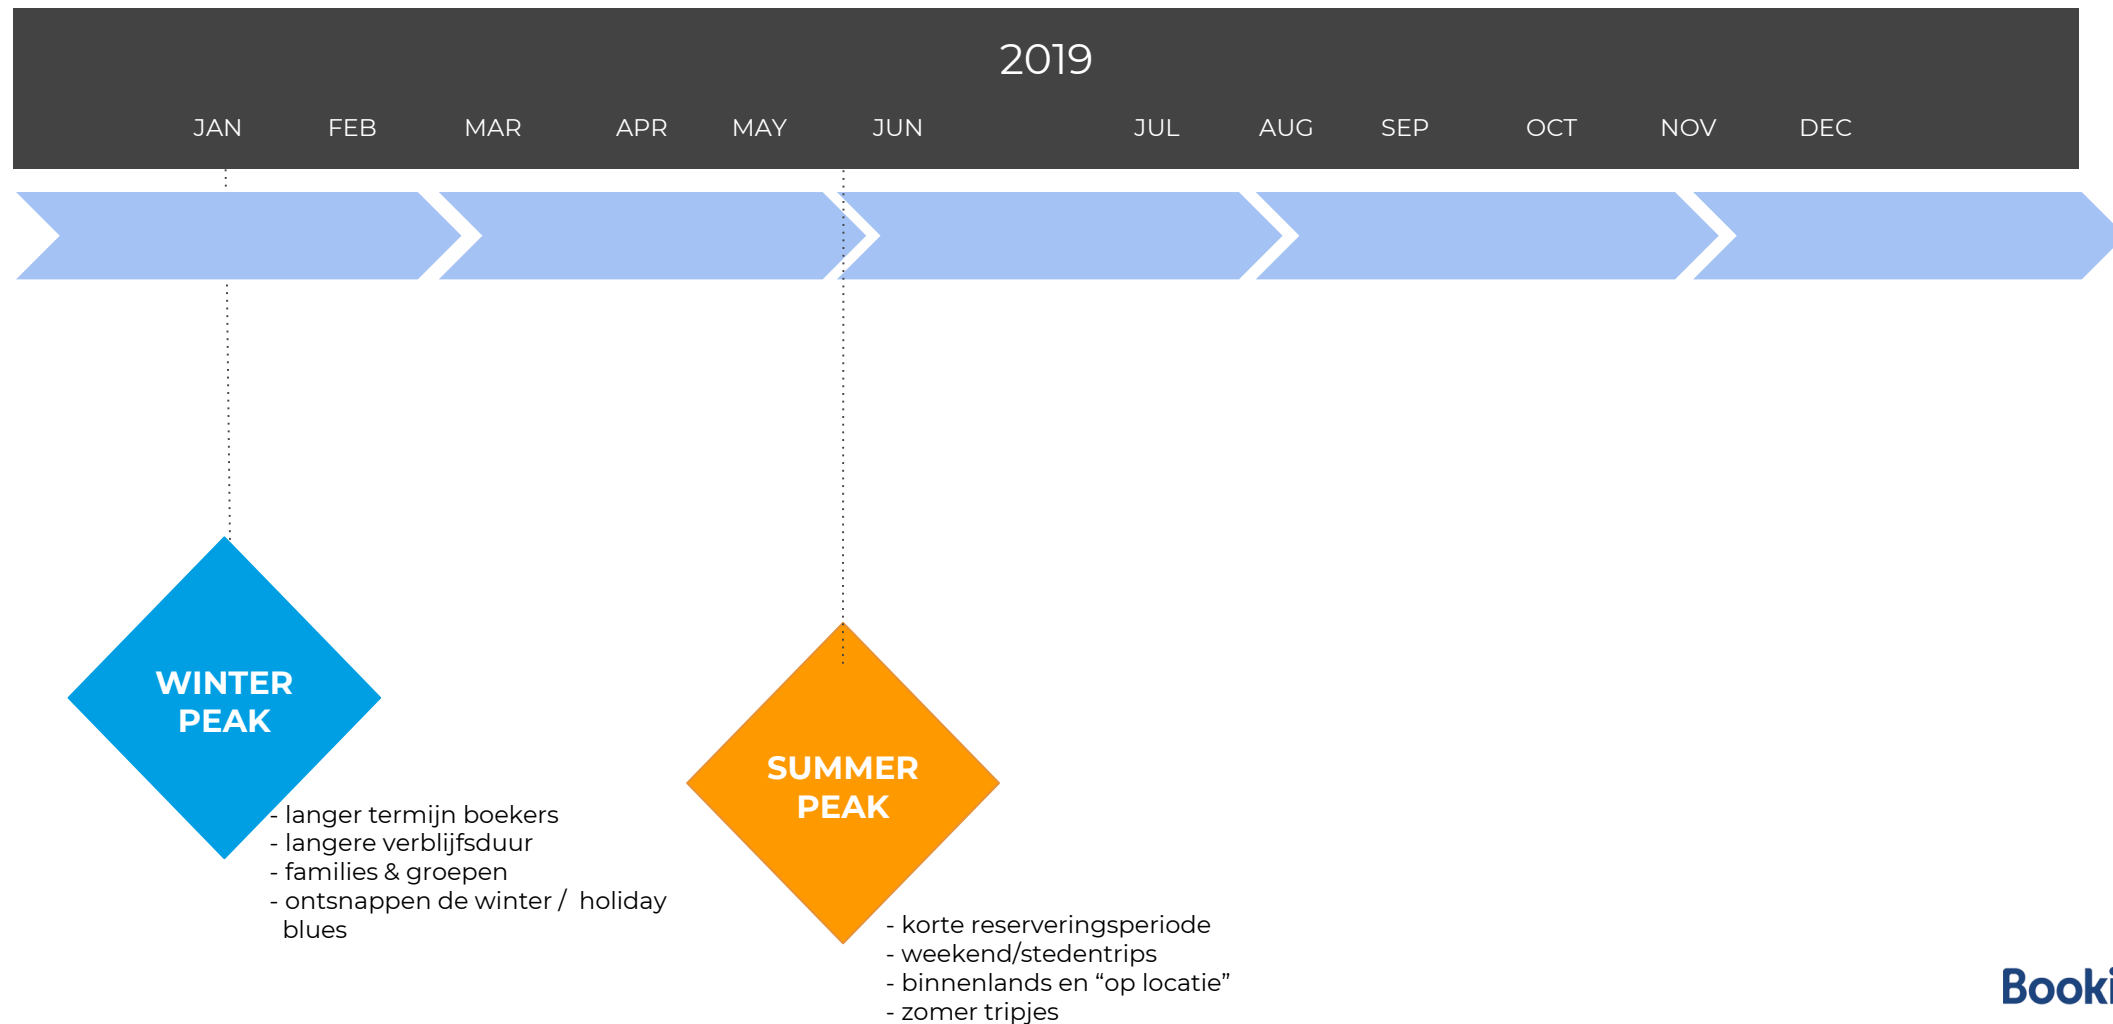 2019
JAN FEB MAR APR MAY JUN JUL AUG SEP OCT NOV DEC
WINTER
PEAK
- langer termijn boekers
- langere verblijfsduur
- families & groepen
- ontsnappen de winter / holiday
blues
SUMMER
PEAK
- korte reserveringsperiode
- weekend/stedentrips
- binnenlands en “op locatie”
- zomer tripjes
Booki